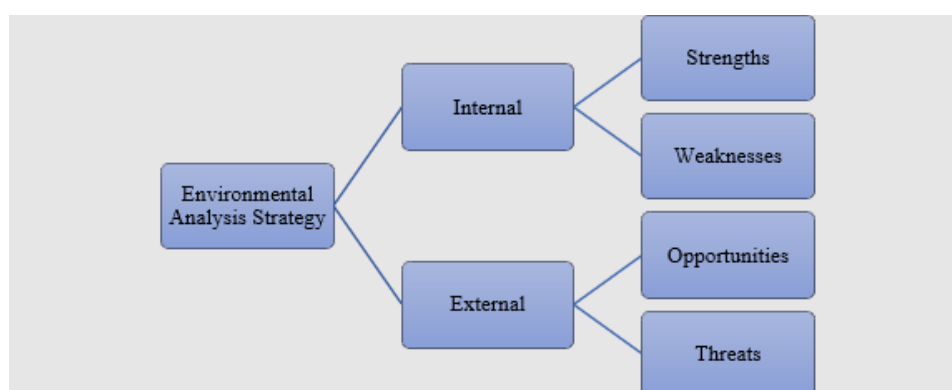 Environmental
Analysis Strategy
Internal
Strengths
Weaknesses
External
Opportunities
Threats